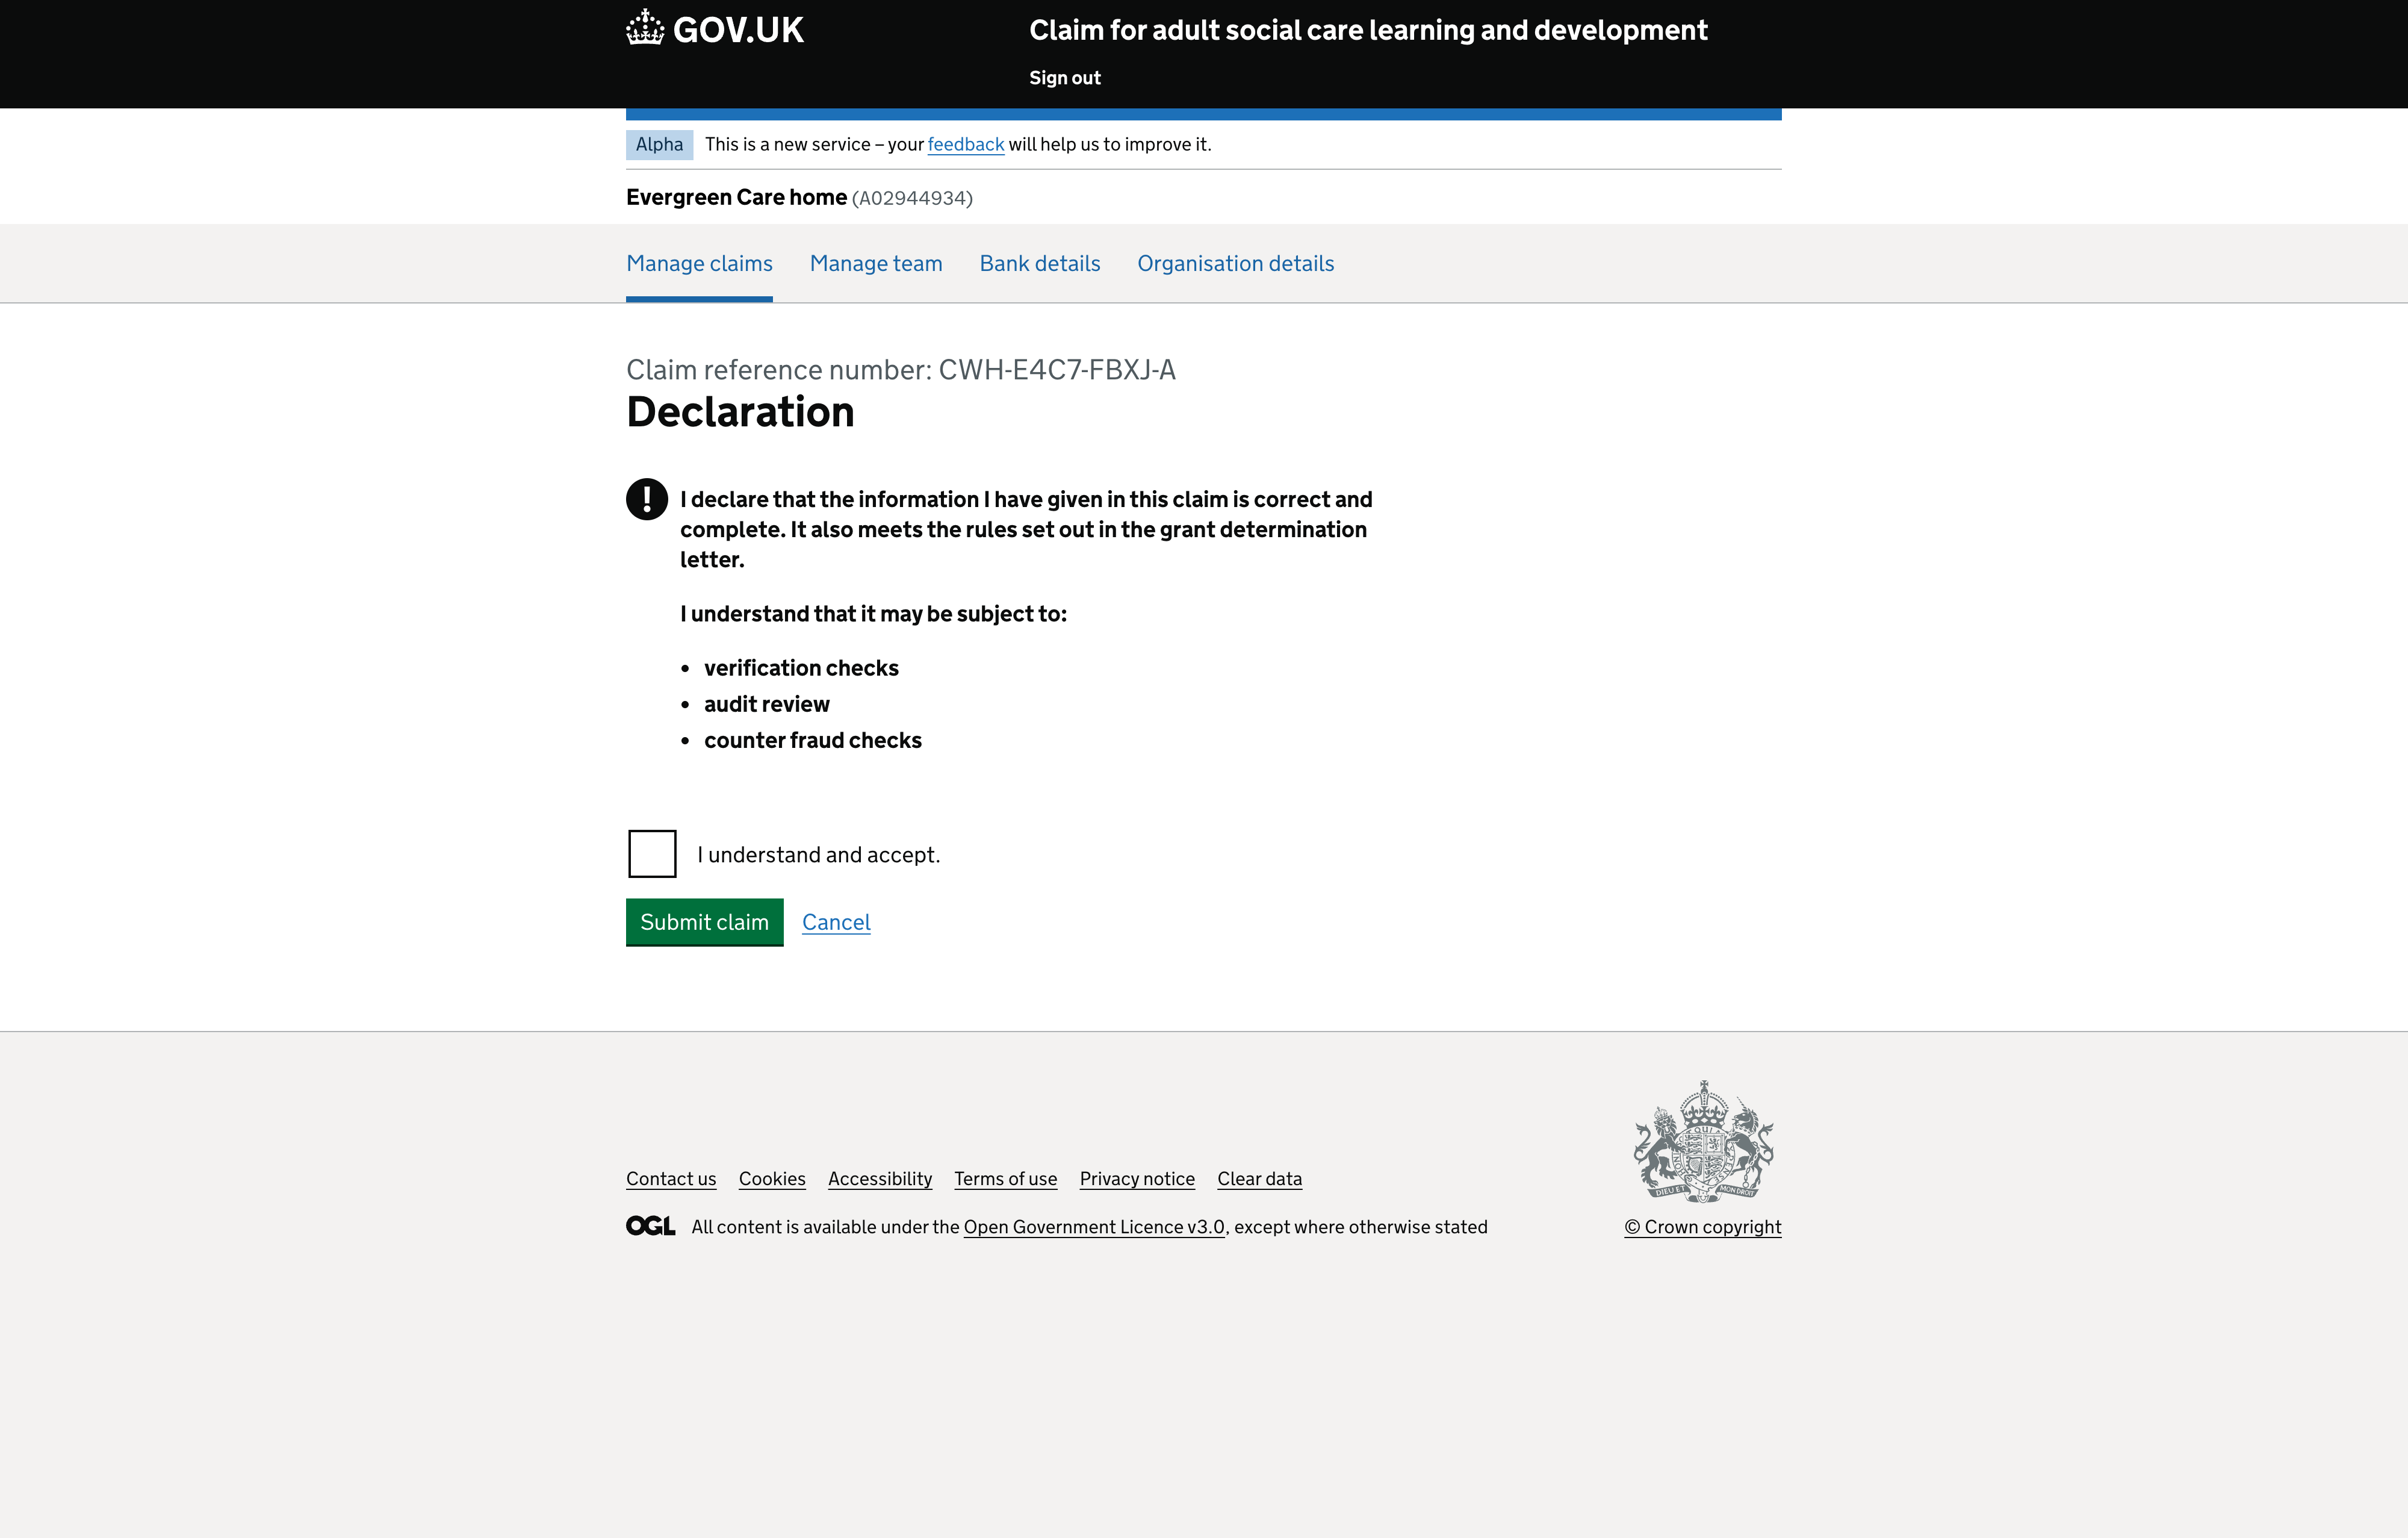 GOV.UK
Claim for adult social care learning and development
Sign out
Alpha
This is a new service – your feedback will help us to improve it.
Evergreen Care home (A02944934)
Manage claims
Manage team
Bank details
Organisation details
Claim reference number: CWH-E4C7-FBXJ-A
Declaration
!
I declare that the information I have given in this claim is correct and
complete. It also meets the rules set out in the grant determination
letter.
I understand that it may be subject to:
• verification checks
• audit review
• counter fraud checks
I understand and accept.
Submit claim
Cancel
Contact us
Cookies
Accessibility
Terms of use
Privacy notice
Clear data
OGL
All content is available under the Open Government Licence v3.0, except where otherwise stated
DIEU ET MON DROIT
© Crown copyright